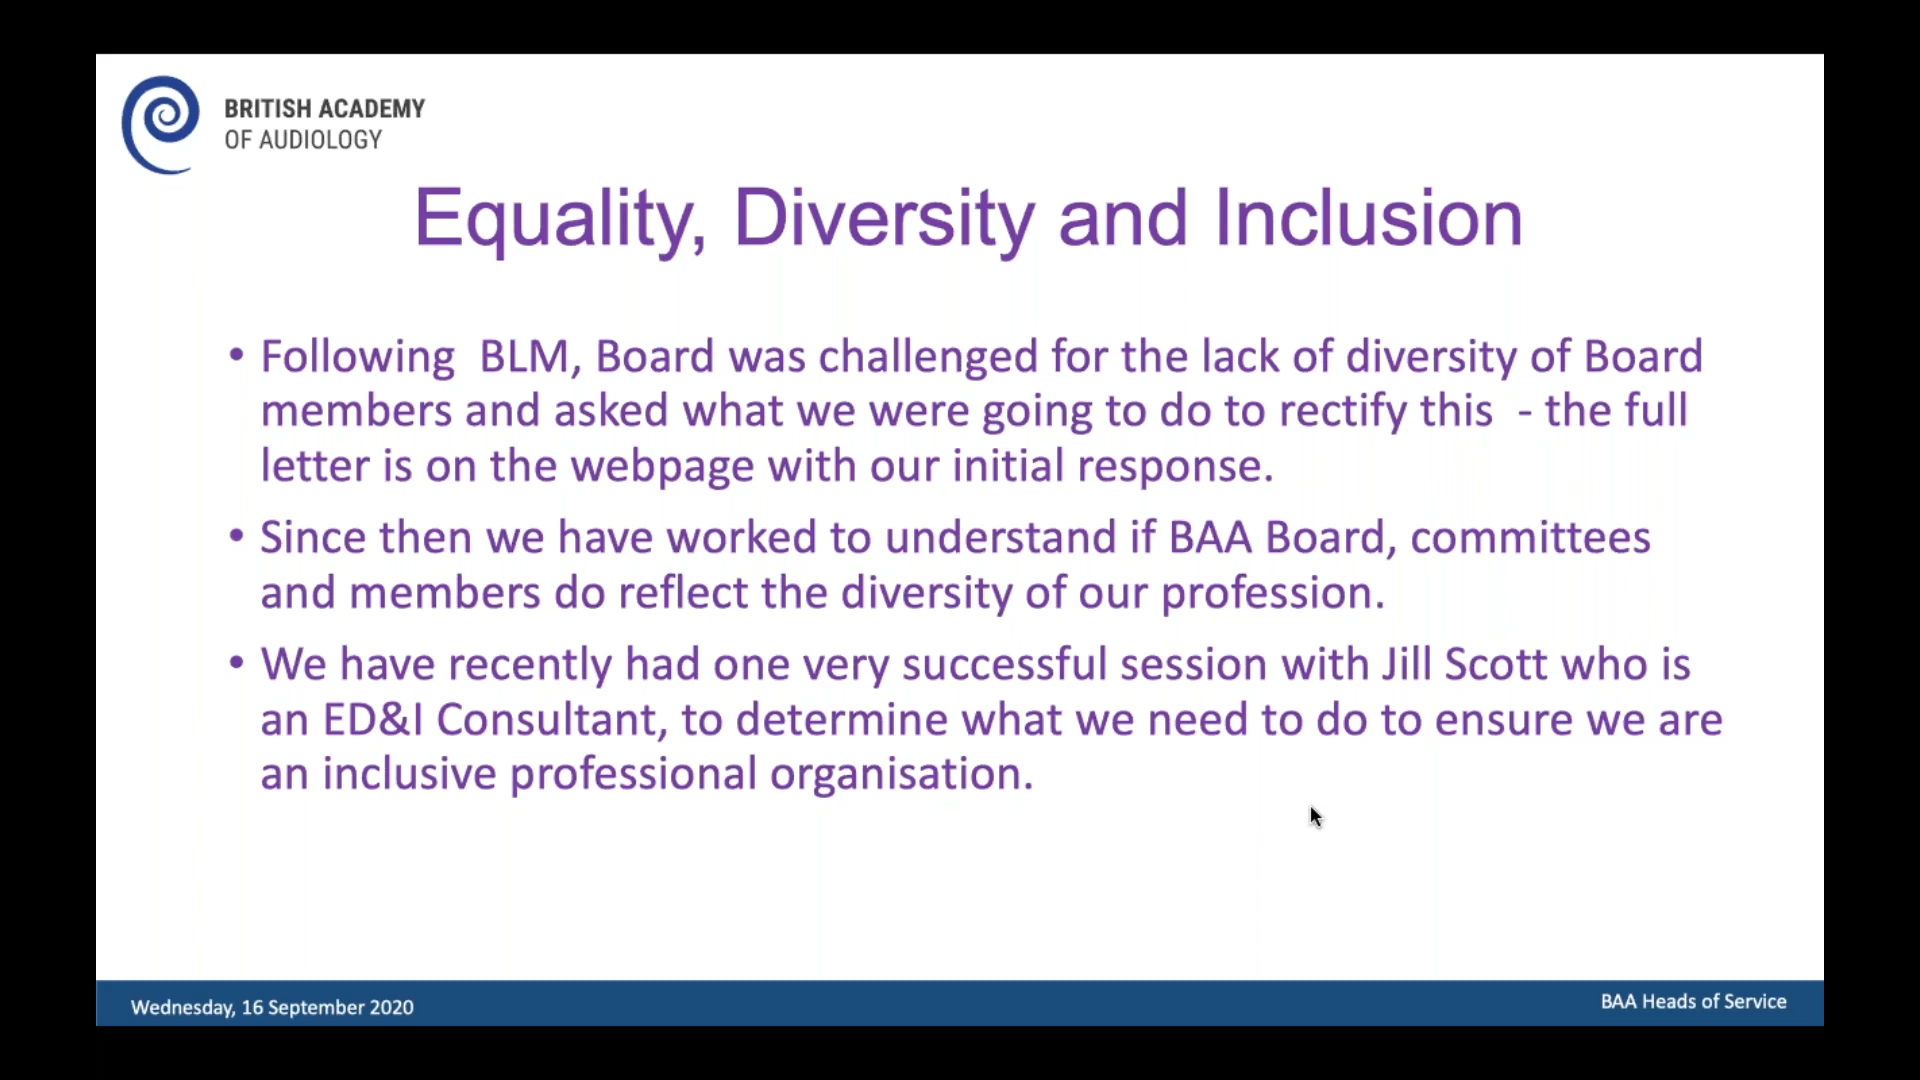 BRITISH ACADEMY
OF AUDIOLOGY
Equality, Diversity and Inclusion
• Following  BLM, Board was challenged for the lack of diversity of Board
members and asked what we were going to do to rectify this  - the full
letter is on the webpage with our initial response.
• Since then we have worked to understand if BAA Board, committees
and members do reflect the diversity of our profession.
• We have recently had one very successful session with Jill Scott who is
an ED&I Consultant, to determine what we need to do to ensure we are
an inclusive professional organisation.
Wednesday, 16 September 2020
BAA Heads of Service